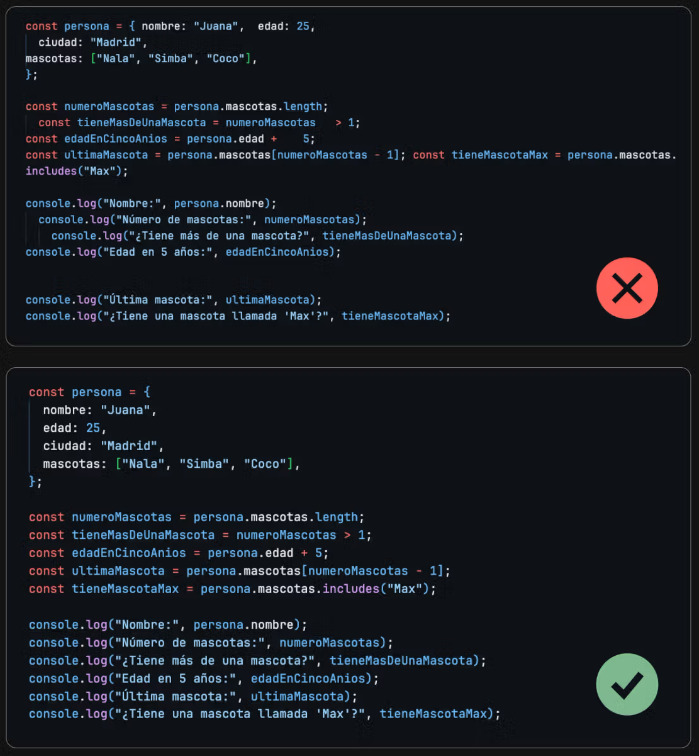 const persona = { nombre: "Juana",  edad: 25,
  ciudad: "Madrid",
mascotas: ["Nala", "Simba", "Coco"],
};

const numeroMascotas = persona.mascotas.length;
  const tieneMasDeUnaMascota = numeroMascotas   > 1;
const edadEnCincoAnios = persona.edad +    5;
const ultimaMascota = persona.mascotas[numeroMascotas - 1]; const tieneMascotaMax = persona.mascotas.
includes("Max");

console.log("Nombre:", persona.nombre);
  console.log("Número de mascotas:", numeroMascotas);
    console.log("¿Tiene más de una mascota?", tieneMasDeUnaMascota);
console.log("Edad en 5 años:", edadEnCincoAnios);


console.log("Última mascota:", ultimaMascota);
console.log("¿Tiene una mascota llamada 'Max'?", tieneMascotaMax);

const persona = {
  nombre: "Juana",
  edad: 25,
  ciudad: "Madrid",
  mascotas: ["Nala", "Simba", "Coco"],
};

const numeroMascotas = persona.mascotas.length;
const tieneMasDeUnaMascota = numeroMascotas > 1;
const edadEnCincoAnios = persona.edad + 5;
const ultimaMascota = persona.mascotas[numeroMascotas - 1];
const tieneMascotaMax = persona.mascotas.includes("Max");

console.log("Nombre:", persona.nombre);
console.log("Número de mascotas:", numeroMascotas);
console.log("¿Tiene más de una mascota?", tieneMasDeUnaMascota);
console.log("Edad en 5 años:", edadEnCincoAnios);
console.log("Última mascota:", ultimaMascota);
console.log("¿Tiene una mascota llamada 'Max'?", tieneMascotaMax);